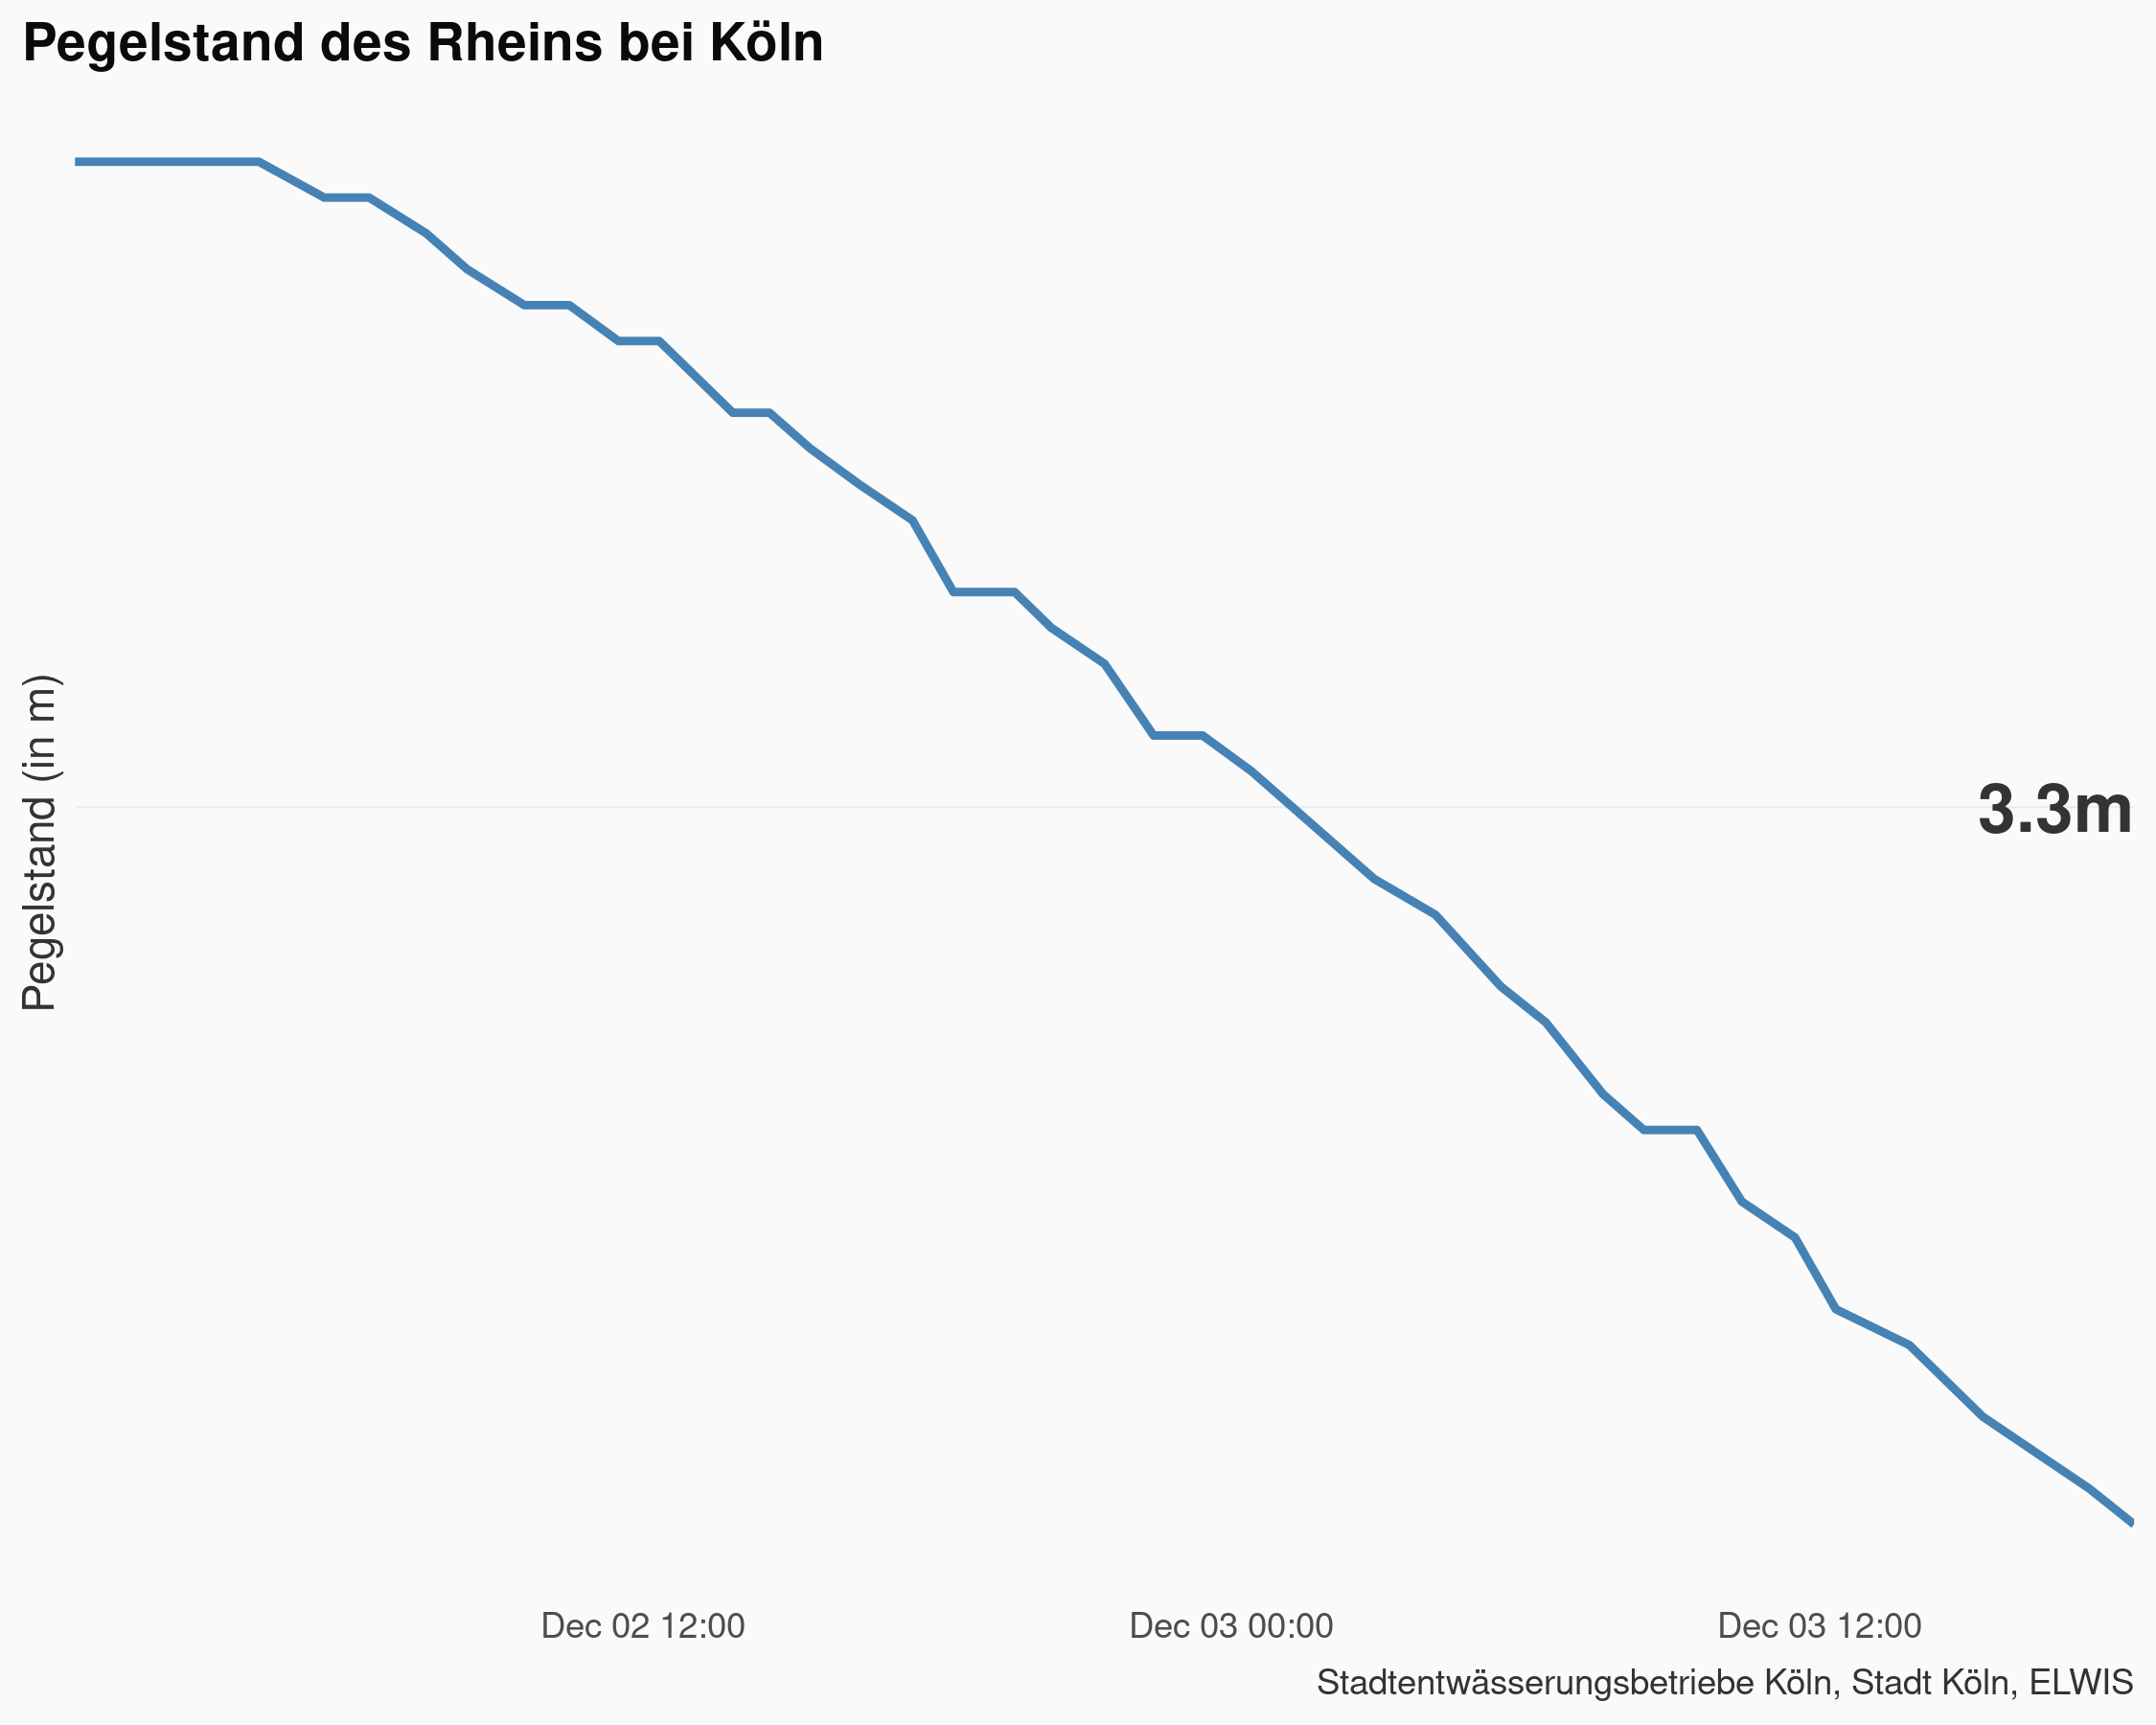 Pegelstand des Rheins bei Köln
Pegelstand (in m)
3.3m
Dec 02 12:00
Dec 03 00:00
Dec 03 12:00
Stadtentwässerungsbetriebe Köln, Stadt Köln, ELWIS